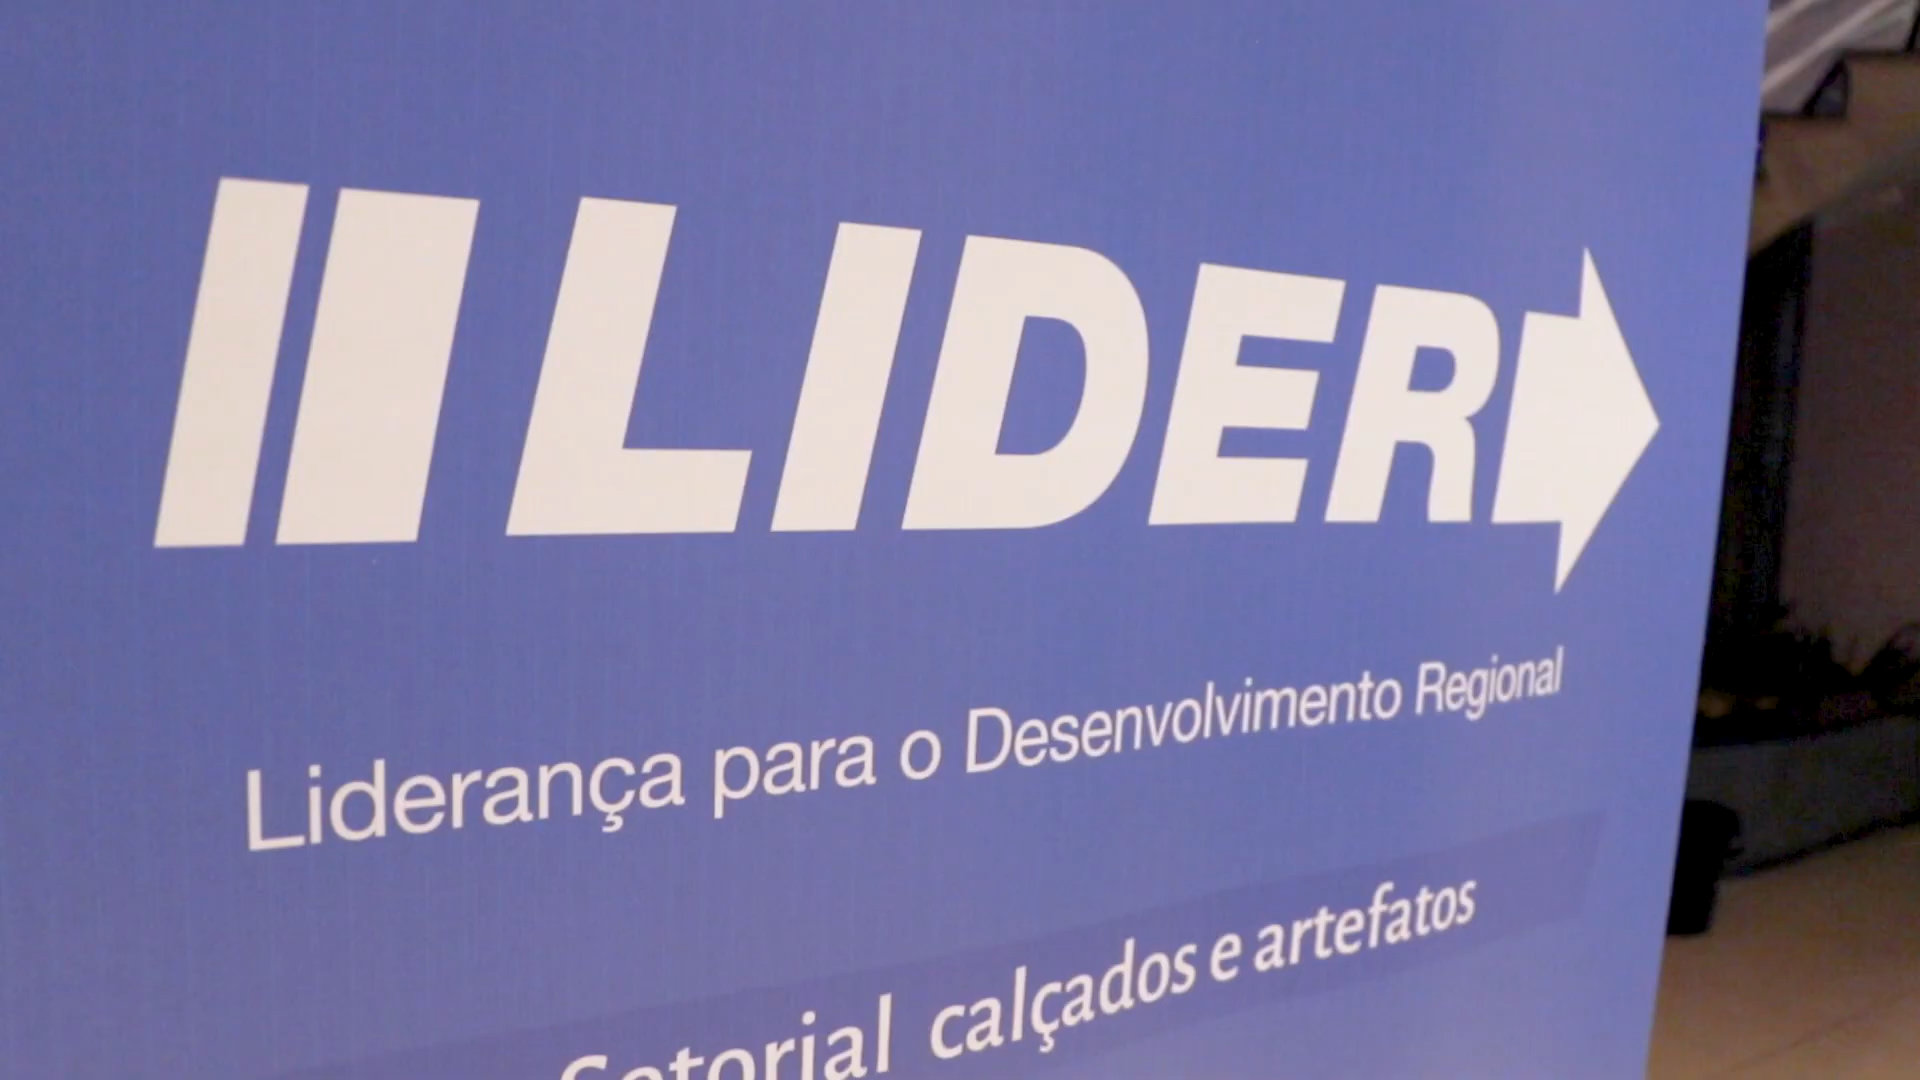 LIDER
Liderança para o Desenvolvimento Regional
Setorial calçados e artefatos